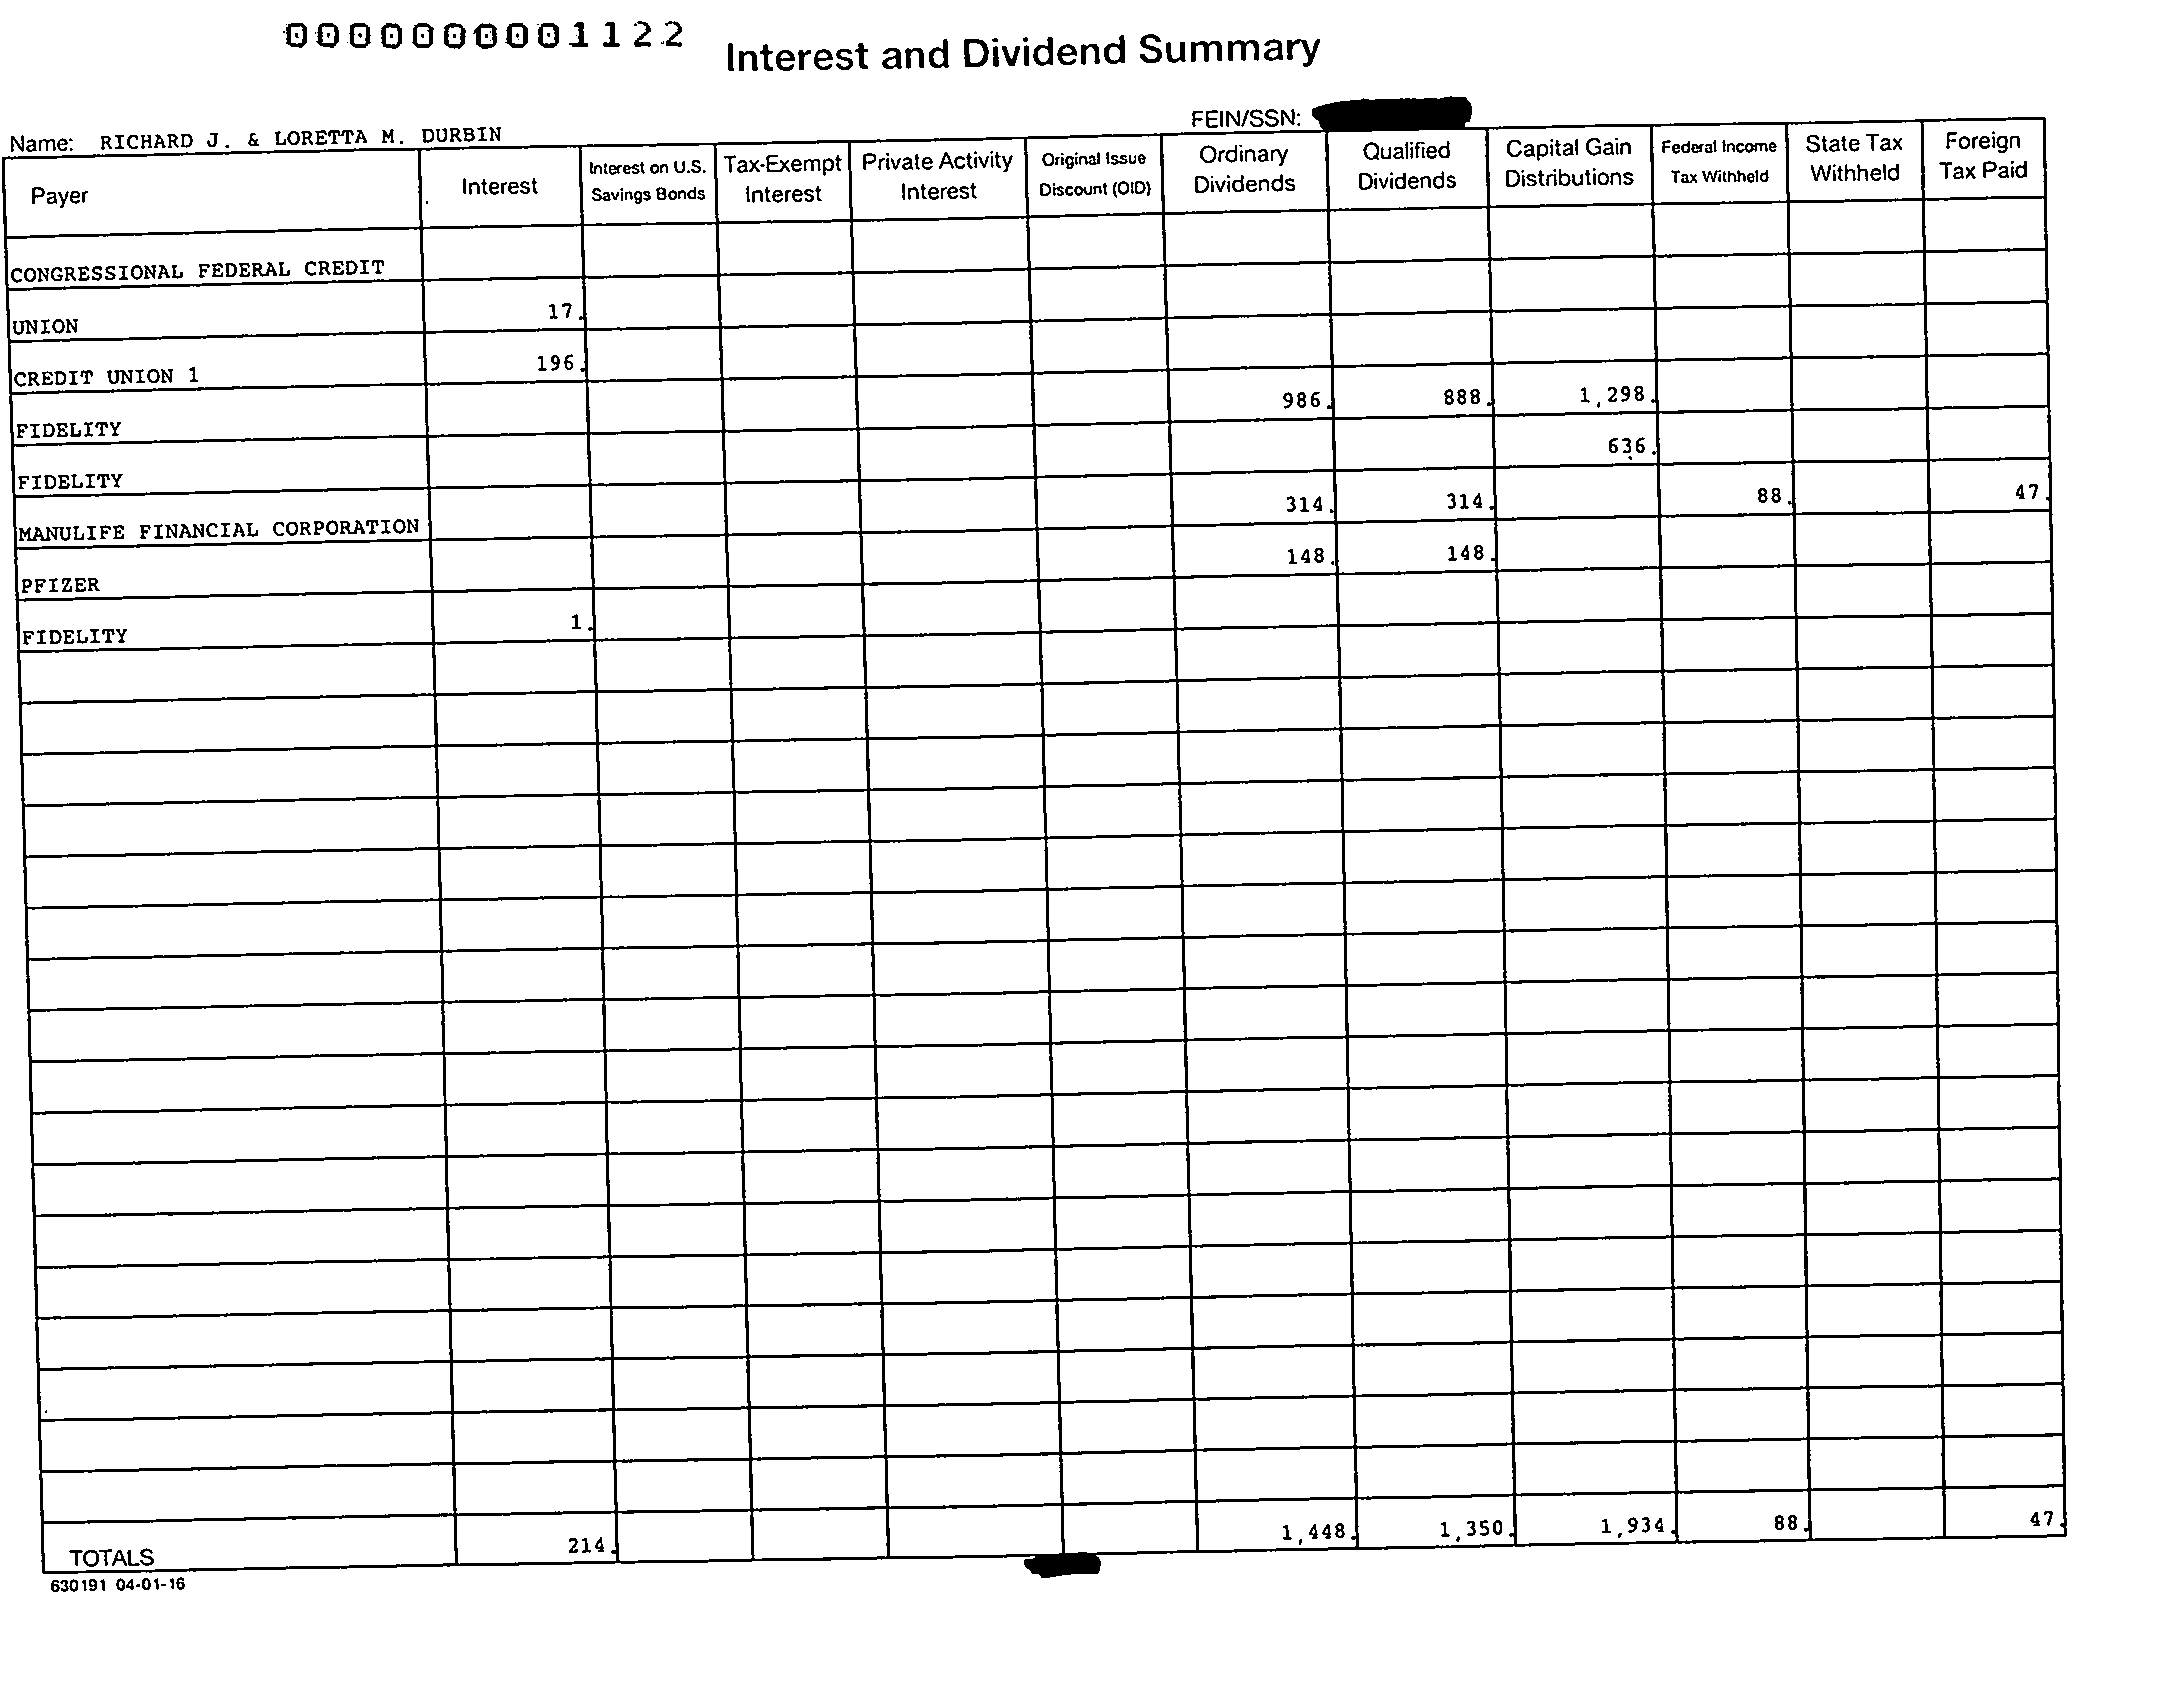 0000000001122
Interest and Dividend Summary
FEIN/SSN:
Name: RICHARD J. & LORETTA M. DURBIN
Payer Interest Interest on U.S. Savings Bonds Tax-Exempt Interest Private Activity Interest Original Issue Discount (OID) Ordinary Dividends Qualified Dividends Capital Gain Distributions Federal Income Tax Withheld State Tax Withheld Foreign Tax Paid
CONGRESSIONAL FEDERAL CREDIT
UNION 17.
CREDIT UNION 1 196.
FIDELITY 986. 888. 1,298.
FIDELITY 636.
MANULIFE FINANCIAL CORPORATION 314. 314. 88. 47.
PFIZER 148. 148.
FIDELITY 1.
TOTALS 214. 1,448. 1,350. 1,934. 88. 47.
630191 04-01-16